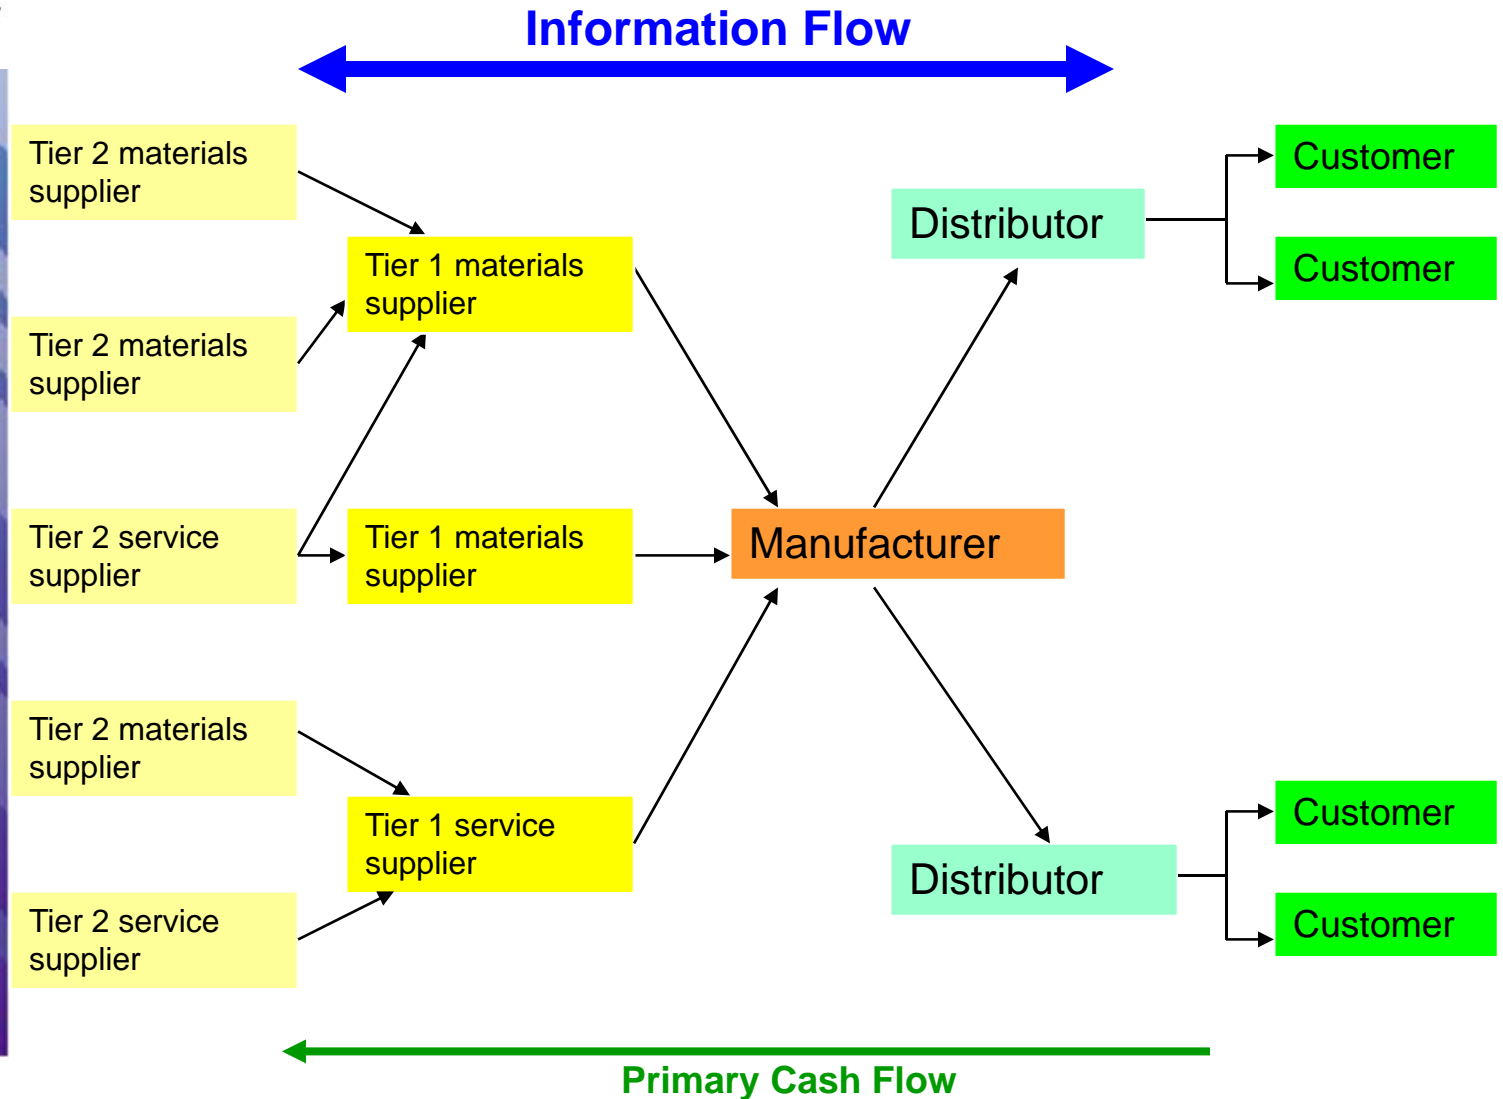 Information Flow
Tier 2 materials
supplier
Customer
Distributor
Tier 1 materials
supplier
Customer
Tier 2 materials
supplier
Tier 2 service
supplier
Tier 1 materials
supplier
Manufacturer
Tier 2 materials
supplier
Tier 1 service
supplier
Customer
Distributor
Tier 2 service
supplier
Customer
Primary Cash Flow